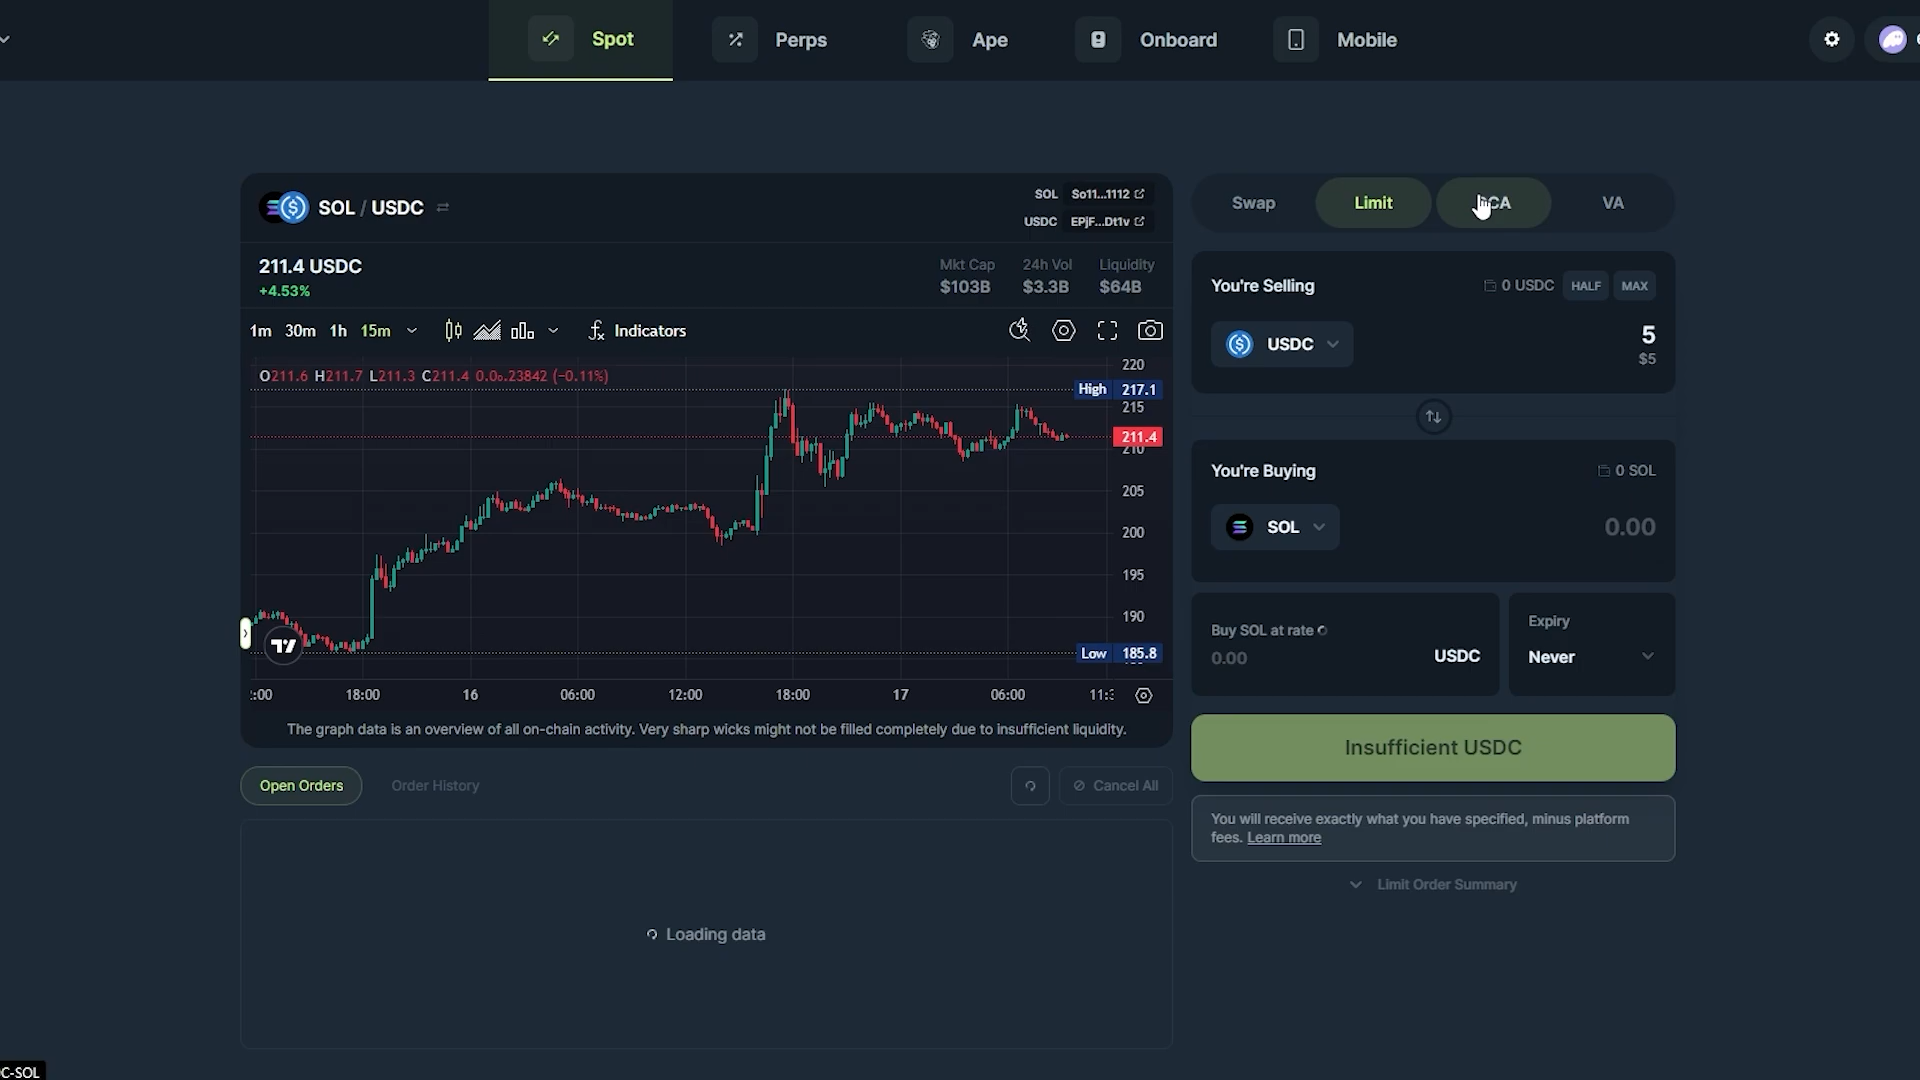 Spot
Perps
Ape
Onboard
Mobile
SOL / USDC
SOL So11...1112
USDC EPjF...Dt1v
211.4 USDC
+4.53%
Mkt Cap
$103B
24h Vol
$3.3B
Liquidity
$64B
1m 30m 1h 15m
Indicators
O211.6 H211.7 L211.3 C211.4 0.0₀.23842 (−0.11%)
220
High 217.1
215
211.4
210
205
200
195
190
Low 185.8
:00 18:00 16 06:00 12:00 18:00 17 06:00
The graph data is an overview of all on-chain activity. Very sharp wicks might not be filled completely due to insufficient liquidity.
Open Orders
Order History
Cancel All
Loading data
Swap
Limit
CA
VA
You're Selling
0 USDC
HALF
MAX
USDC
5
$5
You're Buying
0 SOL
SOL
0.00
Buy SOL at rate
0.00
USDC
Expiry
Never
Insufficient USDC
You will receive exactly what you have specified, minus platform
fees. Learn more
Limit Order Summary
C-SOL